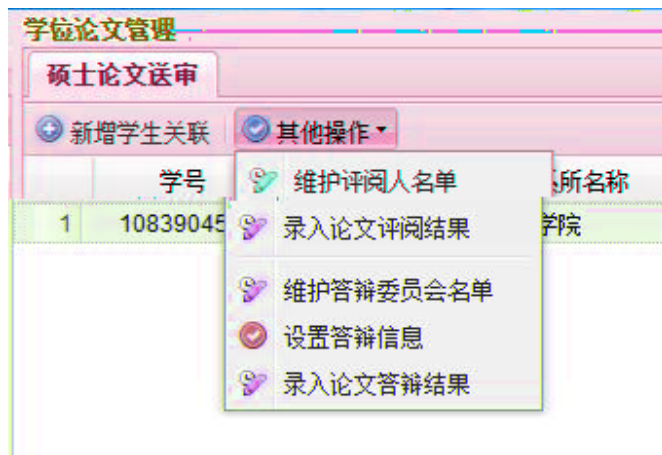 学位论文管理
硕士论文送审
新增学生关联 其他操作
学号 所名称
1 10839045 学院
维护评阅人名单
录入论文评阅结果
维护答辩委员会名单
设置答辩信息
录入论文答辩结果